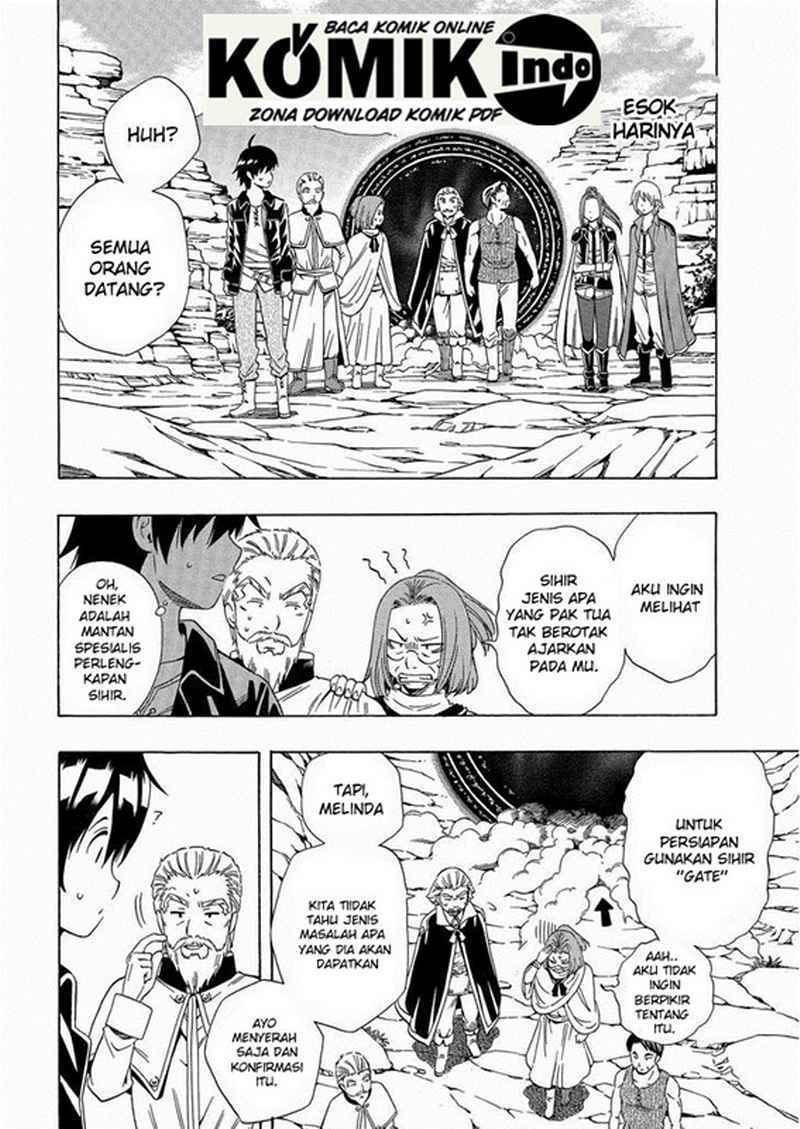 BACA KOMIK ONLINE
KOMIK indo
ZONA DOWNLOAD KOMIK PDF
ESOK
HARINYA
HUH?
SEMUA
ORANG
DATANG?
AKU INGIN
MELIHAT
SIHIR
JENIS APA
YANG PAK TUA
TAK BEROTAK
AJARKAN
PADA MU.
OH,
NENEK
ADALAH
MANTAN
SPESIALIS
PERLENG-
KAPAN
SIHIR.
UNTUK
PERSIAPAN
GUNAKAN SIHIR
"GATE"
AAH..
AKU TIDAK
INGIN
BERPIKIR
TENTANG
ITU.
TAPI,
MELINDA
KITA TIIDAK
TAHU JENIS
MASALAH APA
YANG DIA AKAN
DAPATKAN
AYO
MENYERAH
SAJA DAN
KONFIRMASI
ITU.
?